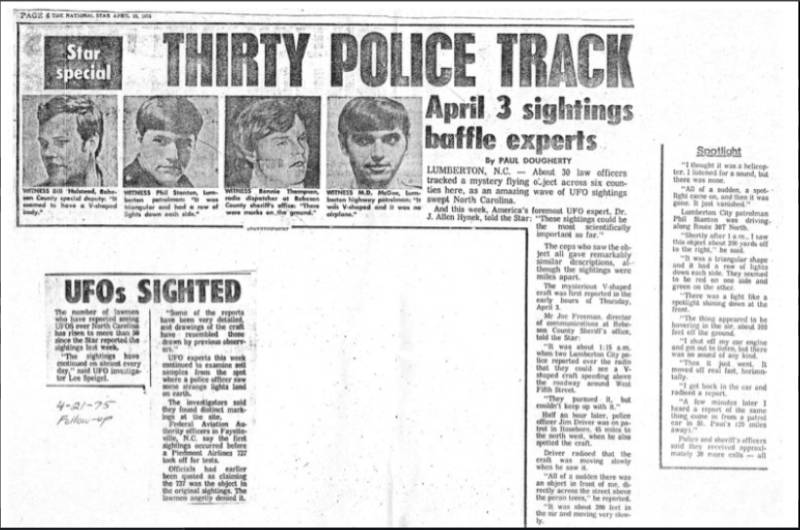 PAGE 6 THE NATIONAL STAR APRIL 1975
Star
special
THIRTY POLICE TRACK
April 3 sightings
baffle experts
By PAUL DOUGHERTY
WITNESS Bill Halstead, Robe-
son County special deputy: "It
seemed to have a V-shaped
body."
WITNESS Phil Stanton, Lum-
berton patrolman: "It was
triangular and had a row of
lights down each side."
WITNESS Ronnie Thompson,
radio dispatcher at Robeson
County sheriff's office: "There
were marks on the ground."
WITNESS M.D. McGee, Lum-
berton highway patrolman: "It
was V-shaped and it was no
airplane."
LUMBERTON, N.C. — About 30 law officers
tracked a mystery flying object across six coun-
ties here, as an amazing wave of UFO sightings
swept North Carolina.
And this week, America's foremost UFO expert, Dr.
J. Allen Hynek, told the Star: "These sightings could be
the most scientifically
important so far."
The cops who saw the ob-
ject all gave remarkably
similar descriptions, al-
though the sightings were
miles apart.
The mysterious V-shaped
craft was first reported in the
early hours of Thursday,
April 3.
Mr Joe Freeman, director
of communications at Robe-
son County Sheriff's office,
told the Star:
"It was about 1:15 a.m.
when two Lumberton City po-
lice reported over the radio
that they could see a V-
shaped craft speeding above
the roadway around West
Fifth Street.
"They pursued it, but
couldn't keep up with it."
Half an hour later, police
officer Jim Driver was on pa-
trol in Roseboro, 45 miles to
the north west, when he also
spotted the craft.
Driver radioed that the
craft was moving slowly
when he saw it.
"All of a sudden there was
an object in front of me, di-
rectly across the street above
the pecan trees," he reported.
"It was about 200 feet in
the air and moving very slow-
ly.
Spotlight
"I thought it was a helicop-
ter. I listened for a sound, but
there was none.
"All of a sudden, a spot-
light came on, and then it was
gone. It just vanished."
Lumberton City patrolman
Phil Stanton was driving
along Route 301 North.
"Shortly after 1 a.m., I saw
this object about 200 yards off
to the right," he said.
"It was a triangular shape
and it had a row of lights
down each side. They seemed
to be red on one side and
green on the other.
"There was a light like a
spotlight shining down at the
front.
"The thing appeared to be
hovering in the air, about 300
feet off the ground.
"I shut off my car engine
and got out to listen, but there
was no sound of any kind.
"Then it just went. It
moved off real fast, horizon-
tally.
"I got back in the car and
radioed a report.
"A few minutes later I
heard a report of the same
thing come in from a patrol
car in St. Paul's (20 miles
away)."
Police and sheriff's officers
said they received approxi-
mately 20 more calls — all
UFOs SIGHTED
The number of lawmen
who have reported seeing
UFOs over North Carolina
has risen to more than 50
since the Star reported the
sightings last week.
"The sightings have
continued on almost every
day," said UFO investiga-
tor Lee Speigel.
"Some of the reports
have been very detailed,
and drawings of the craft
have resembled those
drawn by previous obser-
vers."
UFO experts this week
continued to examine soil
samples from the spot
where a police officer saw
some strange lights land
on earth.
The investigators said
they found distinct mark-
ings at the site.
Federal Aviation Au-
thority officers in Fayette-
ville, N.C. say the first
sightings occurred before
a Piedmont Airlines 737
took off for tests.
Officials had earlier
been quoted as claiming
the 737 was the object in
the original sightings. The
lawmen angrily denied it.
4-21-75
Follow-up